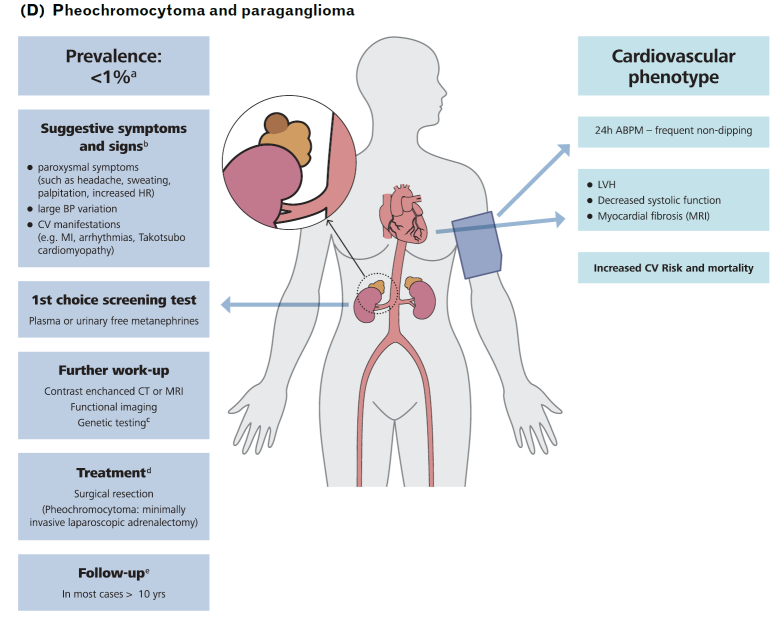 (D) Pheochromocytoma and paraganglioma
Prevalence:
<1%a
Suggestive symptoms
and signsb
● paroxysmal symptoms
(such as headache, sweating,
palpitation, increased HR)
● large BP variation
● CV manifestations
(e.g. MI, arrhythmias, Takotsubo
cardiomyopathy)
1st choice screening test
Plasma or urinary free metanephrines
Further work-up
Contrast enchanced CT or MRI
Functional imaging
Genetic testingc
Treatmentd
Surgical resection
(Pheochromocytoma: minimally
invasive laparoscopic adrenalectomy)
Follow-upe
In most cases > 10 yrs
Cardiovascular
phenotype
24h ABPM – frequent non-dipping
● LVH
● Decreased systolic function
● Myocardial fibrosis (MRI)
Increased CV Risk and mortality